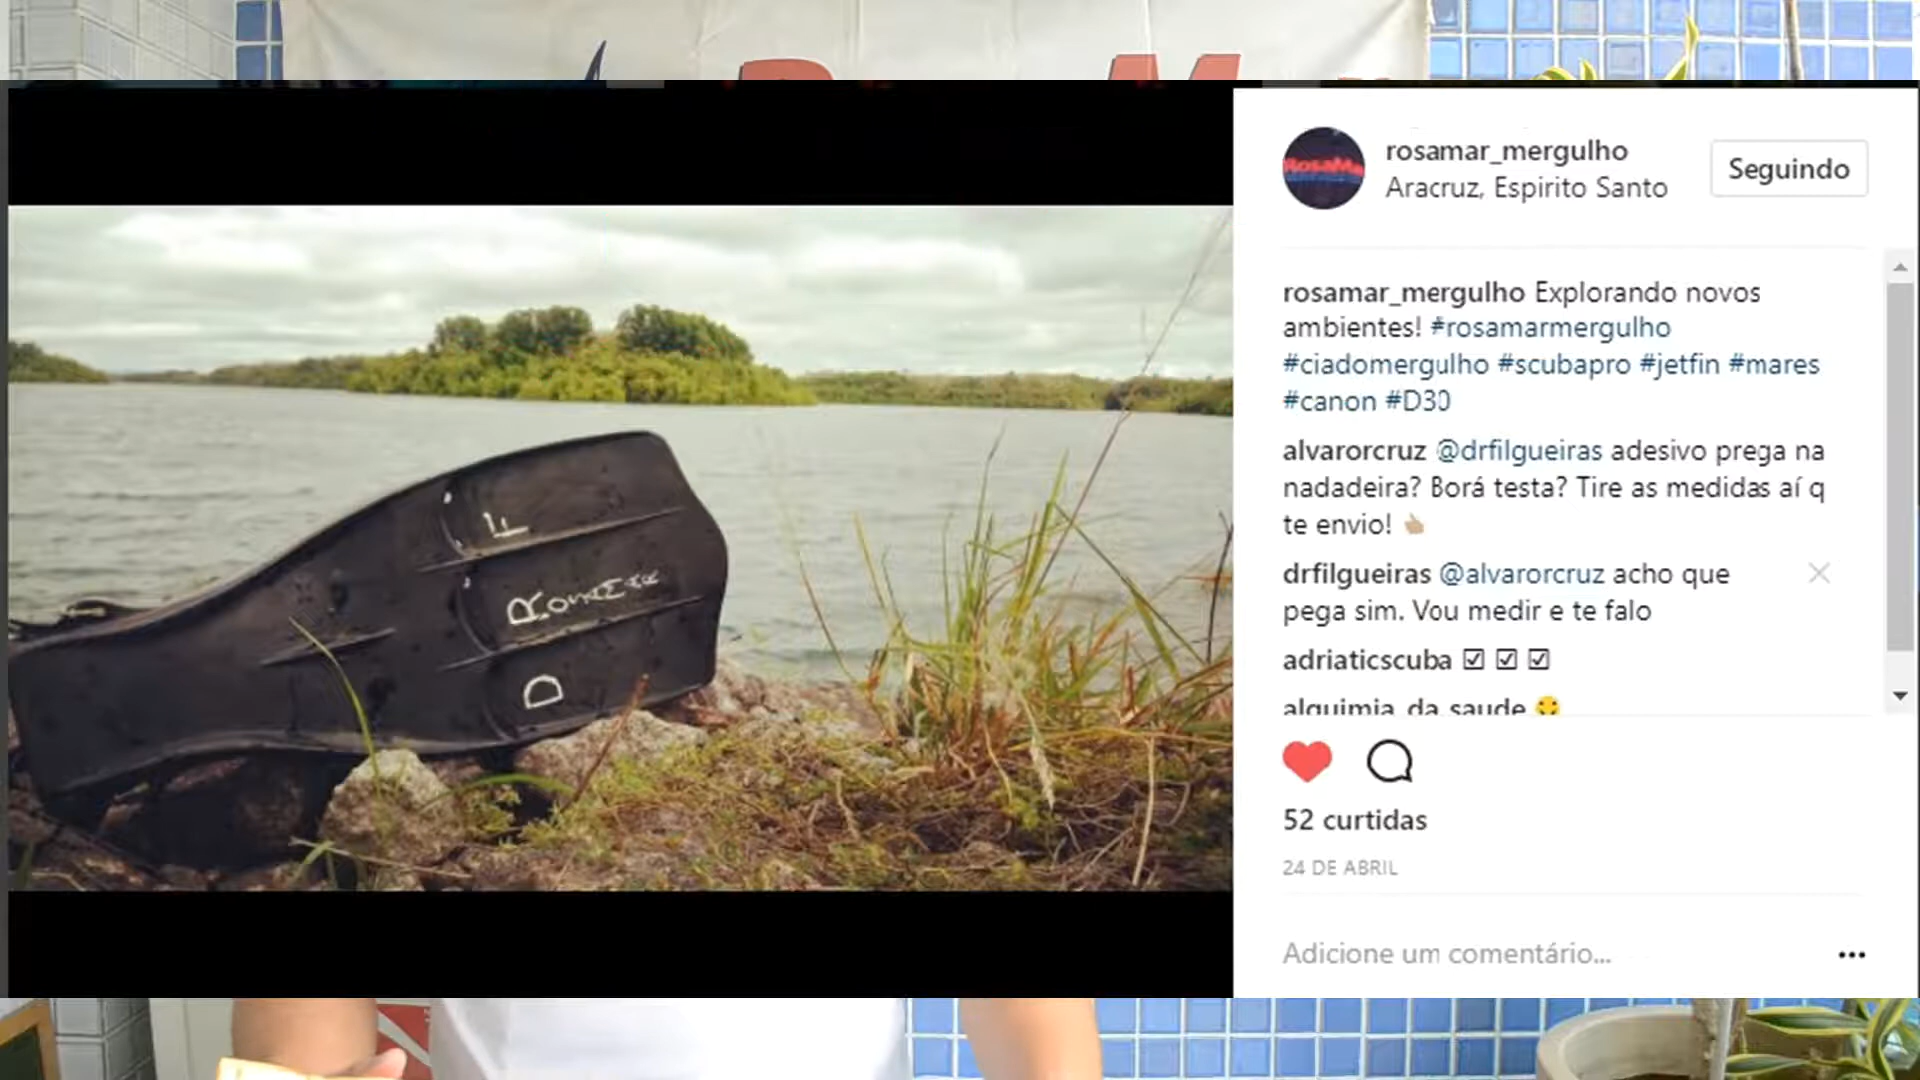 rosamar_mergulho
Aracruz, Espirito Santo
Seguindo
rosamar_mergulho Explorando novos
ambientes! #rosamarmergulho
#ciadomergulho #scubapro #jetfin #mares
#canon #D30
alvarorcruz @drfilgueiras adesivo prega na
nadadeira? Borá testa? Tire as medidas aí q
te envio! 👍🏼
drfilgueiras @alvarorcruz acho que
pega sim. Vou medir e te falo
adriaticscuba ☑ ☑ ☑
alquimia_da_saude
52 curtidas
24 DE ABRIL
Adicione um comentário...
F
D